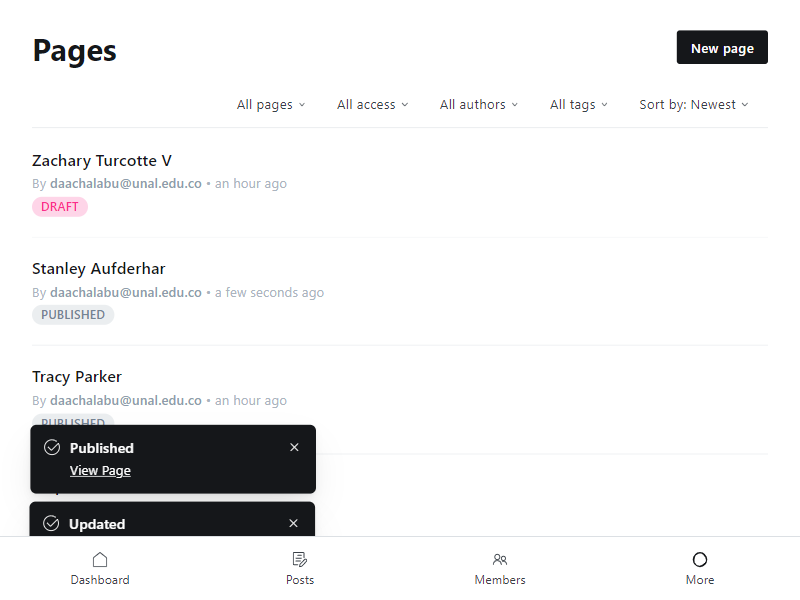 Pages
New page
All pages
All access
All authors
All tags
Sort by: Newest
Zachary Turcotte V
By daachalabu@unal.edu.co • an hour ago
DRAFT
Stanley Aufderhar
By daachalabu@unal.edu.co • a few seconds ago
PUBLISHED
Tracy Parker
By daachalabu@unal.edu.co • an hour ago
PUBLISHED
Published
View Page
Updated
Dashboard
Posts
Members
More